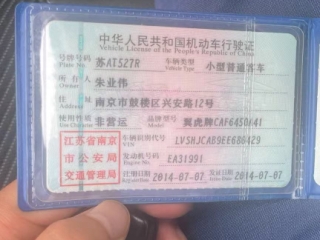 中华人民共和国机动车行驶证
Vehicle License of the People's Republic of China
号牌号码 Plate No. 苏AT527R 车辆类型 Vehicle Type 小型普通客车
所有人 Owner 朱业伟
住址 Address 南京市鼓楼区兴安路12号
使用性质 Use Character 非营运 品牌型号 Model 翼虎牌CAF6450A41
江苏省南京 车辆识别代号 VIN
市公安局 发动机号码 Engine No. EA31991
交通管理局 注册日期 2014-07-07 发证日期 2014-07-07